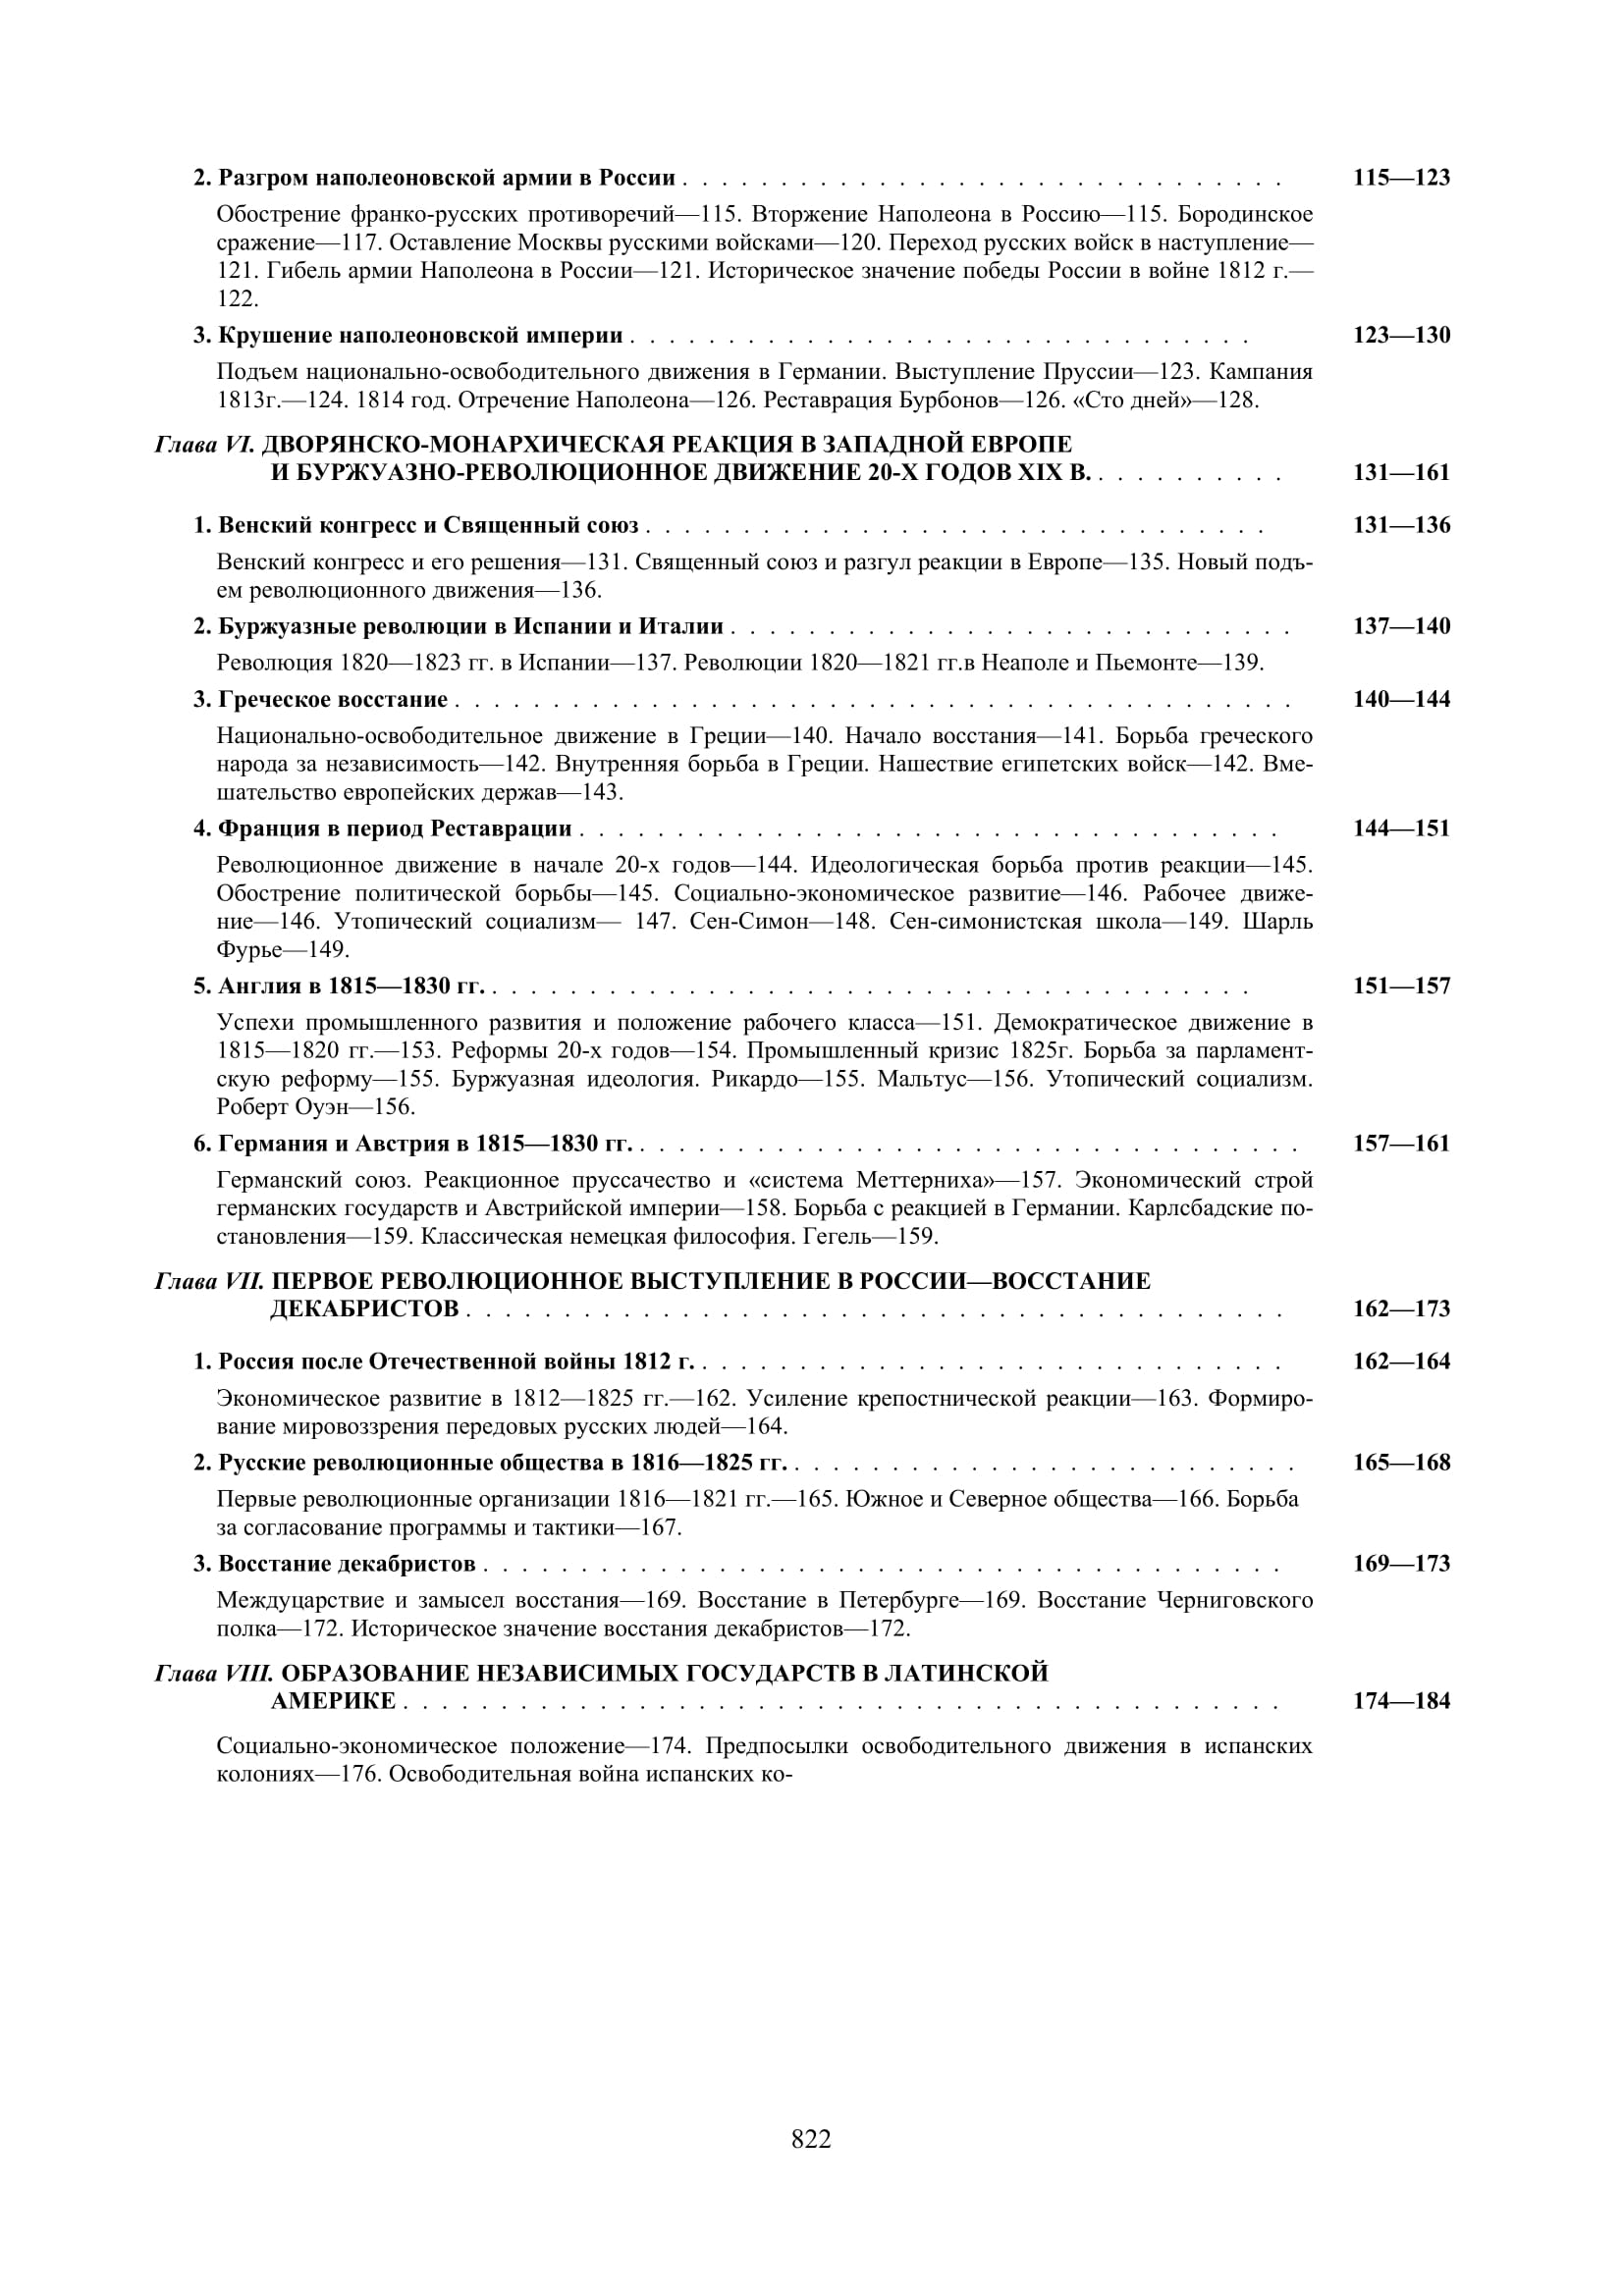 2. Разгром наполеоновской армии в России . . . . . . . . . . . . . . . . . . . . . . . . . . . . . . . 115—123
Обострение франко-русских противоречий—115. Вторжение Наполеона в Россию—115. Бородинское
сражение—117. Оставление Москвы русскими войсками—120. Переход русских войск в наступление—
121. Гибель армии Наполеона в России—121. Историческое значение победы России в войне 1812 г.—
122.
3. Крушение наполеоновской империи . . . . . . . . . . . . . . . . . . . . . . . . . . . . . . . . 123—130
Подъем национально-освободительного движения в Германии. Выступление Пруссии—123. Кампания
1813г.—124. 1814 год. Отречение Наполеона—126. Реставрация Бурбонов—126. «Сто дней»—128.
Глава VI. ДВОРЯНСКО-МОНАРХИЧЕСКАЯ РЕАКЦИЯ В ЗАПАДНОЙ ЕВРОПЕ
И БУРЖУАЗНО-РЕВОЛЮЦИОННОЕ ДВИЖЕНИЕ 20-Х ГОДОВ XIX В. . . . . . . . . . . 131—161
1. Венский конгресс и Священный союз . . . . . . . . . . . . . . . . . . . . . . . . . . . . . . . . 131—136
Венский конгресс и его решения—131. Священный союз и разгул реакции в Европе—135. Новый подъ-
ем революционного движения—136.
2. Буржуазные революции в Испании и Италии . . . . . . . . . . . . . . . . . . . . . . . . . . . . . 137—140
Революция 1820—1823 гг. в Испании—137. Революции 1820—1821 гг.в Неаполе и Пьемонте—139.
3. Греческое восстание . . . . . . . . . . . . . . . . . . . . . . . . . . . . . . . . . . . . . . . . . . . 140—144
Национально-освободительное движение в Греции—140. Начало восстания—141. Борьба греческого
народа за независимость—142. Внутренняя борьба в Греции. Нашествие египетских войск—142. Вме-
шательство европейских держав—143.
4. Франция в период Реставрации . . . . . . . . . . . . . . . . . . . . . . . . . . . . . . . . . . . . 144—151
Революционное движение в начале 20-х годов—144. Идеологическая борьба против реакции—145.
Обострение политической борьбы—145. Социально-экономическое развитие—146. Рабочее движе-
ние—146. Утопический социализм— 147. Сен-Симон—148. Сен-симонистская школа—149. Шарль
Фурье—149.
5. Англия в 1815—1830 гг. . . . . . . . . . . . . . . . . . . . . . . . . . . . . . . . . . . . . . . . 151—157
Успехи промышленного развития и положение рабочего класса—151. Демократическое движение в
1815—1820 гг.—153. Реформы 20-х годов—154. Промышленный кризис 1825г. Борьба за парламент-
скую реформу—155. Буржуазная идеология. Рикардо—155. Мальтус—156. Утопический социализм.
Роберт Оуэн—156.
6. Германия и Австрия в 1815—1830 гг. . . . . . . . . . . . . . . . . . . . . . . . . . . . . . . . . . . 157—161
Германский союз. Реакционное пруссачество и «система Меттерниха»—157. Экономический строй
германских государств и Австрийской империи—158. Борьба с реакцией в Германии. Карлсбадские по-
становления—159. Классическая немецкая философия. Гегель—159.
Глава VII. ПЕРВОЕ РЕВОЛЮЦИОННОЕ ВЫСТУПЛЕНИЕ В РОССИИ—ВОССТАНИЕ
ДЕКАБРИСТОВ . . . . . . . . . . . . . . . . . . . . . . . . . . . . . . . . . . . . . . . . . . 162—173
1. Россия после Отечественной войны 1812 г. . . . . . . . . . . . . . . . . . . . . . . . . . . . . . . 162—164
Экономическое развитие в 1812—1825 гг.—162. Усиление крепостнической реакции—163. Формиро-
вание мировоззрения передовых русских людей—164.
2. Русские революционные общества в 1816—1825 гг. . . . . . . . . . . . . . . . . . . . . . . . . . . 165—168
Первые революционные организации 1816—1821 гг.—165. Южное и Северное общества—166. Борьба
за согласование программы и тактики—167.
3. Восстание декабристов . . . . . . . . . . . . . . . . . . . . . . . . . . . . . . . . . . . . . . . . . 169—173
Междуцарствие и замысел восстания—169. Восстание в Петербурге—169. Восстание Черниговского
полка—172. Историческое значение восстания декабристов—172.
Глава VIII. ОБРАЗОВАНИЕ НЕЗАВИСИМЫХ ГОСУДАРСТВ В ЛАТИНСКОЙ
АМЕРИКЕ . . . . . . . . . . . . . . . . . . . . . . . . . . . . . . . . . . . . . . . . . . . . . 174—184
Социально-экономическое положение—174. Предпосылки освободительного движения в испанских
колониях—176. Освободительная война испанских ко-
822